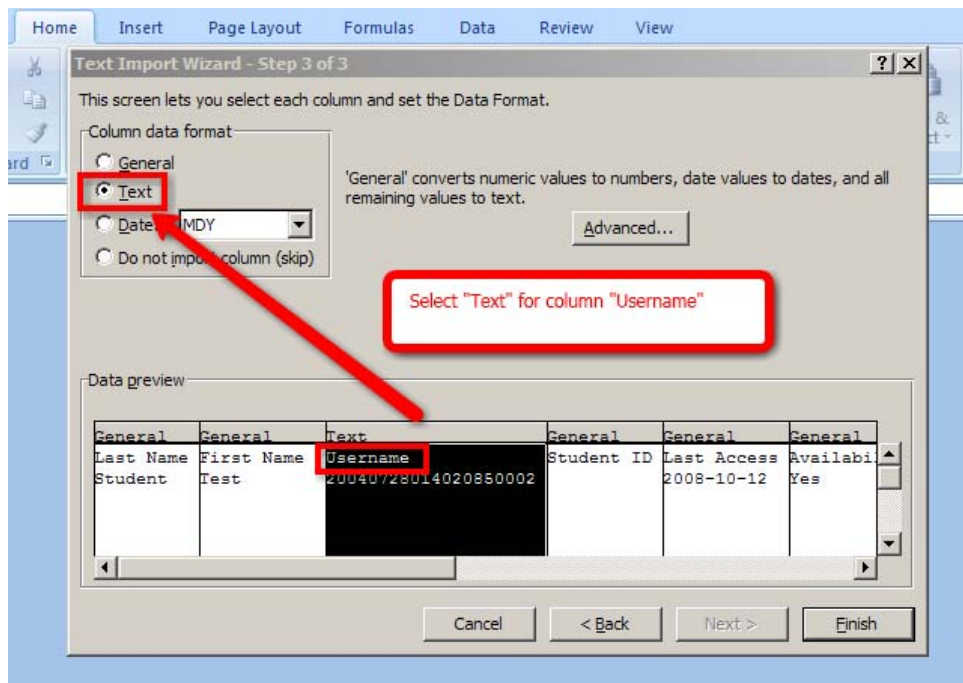 Home Insert Page Layout Formulas Data Review View
Text Import Wizard - Step 3 of 3
This screen lets you select each column and set the Data Format.
Column data format
General
Text
Date: MDY
Do not import column (skip)
'General' converts numeric values to numbers, date values to dates, and all
remaining values to text.
Advanced...
Select "Text" for column "Username"
Data preview
General General Text General General General
Last Name First Name Username Student ID Last Access Availabil
Student Test 20040728014020850002 2008-10-12 Yes
Cancel < Back Next > Finish